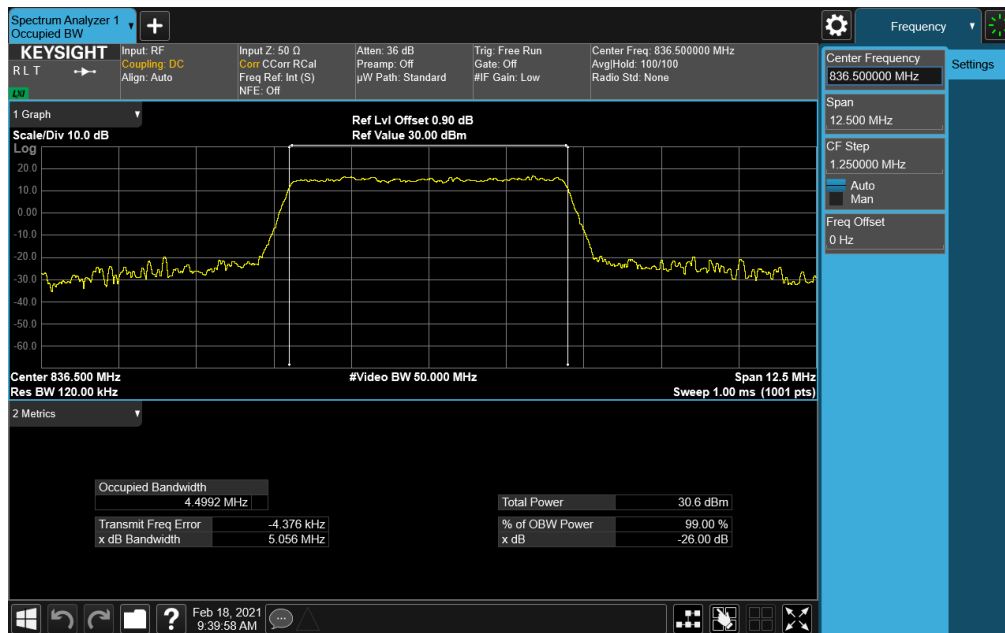 Spectrum Analyzer 1
Occupied BW
Frequency
KEYSIGHT
R L T
LXI
Input: RF
Coupling: DC
Align: Auto
Input Z: 50 Ω
Corr CCorr RCal
Freq Ref: Int (S)
NFE: Off
Atten: 36 dB
Preamp: Off
µW Path: Standard
Trig: Free Run
Gate: Off
#IF Gain: Low
Center Freq: 836.500000 MHz
Avg|Hold: 100/100
Radio Std: None
Center Frequency
836.500000 MHz
Settings
Span
12.500 MHz
CF Step
1.250000 MHz
Auto
Man
Freq Offset
0 Hz
1 Graph
Scale/Div 10.0 dB
Ref Lvl Offset 0.90 dB
Ref Value 30.00 dBm
Log
20.0
10.0
0.00
-10.0
-20.0
-30.0
-40.0
-50.0
-60.0
Center 836.500 MHz
#Video BW 50.000 MHz
Span 12.5 MHz
Res BW 120.00 kHz
Sweep 1.00 ms (1001 pts)
2 Metrics
Occupied Bandwidth
4.4992 MHz
Total Power 30.6 dBm
Transmit Freq Error -4.376 kHz
% of OBW Power 99.00 %
x dB Bandwidth 5.056 MHz
x dB -26.00 dB
Feb 18, 2021
9:39:58 AM